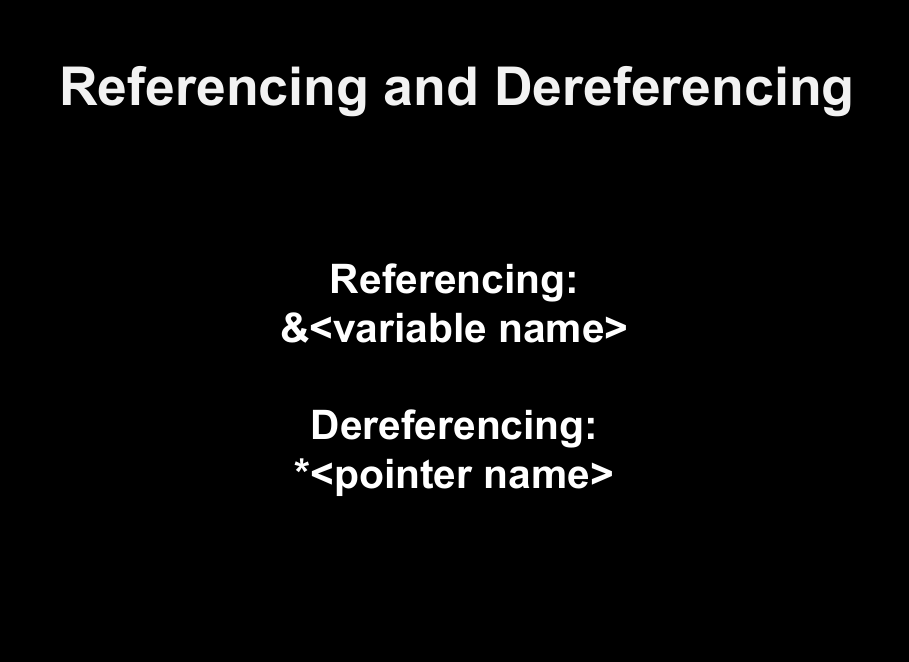 Referencing and Dereferencing
Referencing:
&<variable name>
Dereferencing:
*<pointer name>